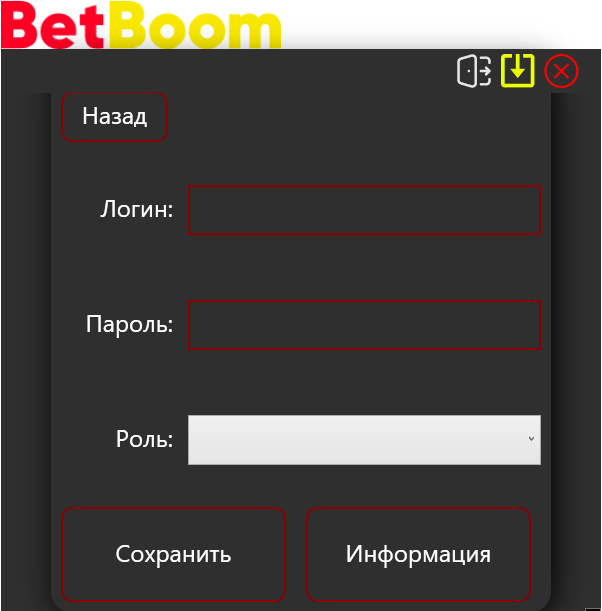 BetBoom
Назад
Логин:
Пароль:
Роль:
Сохранить
Информация